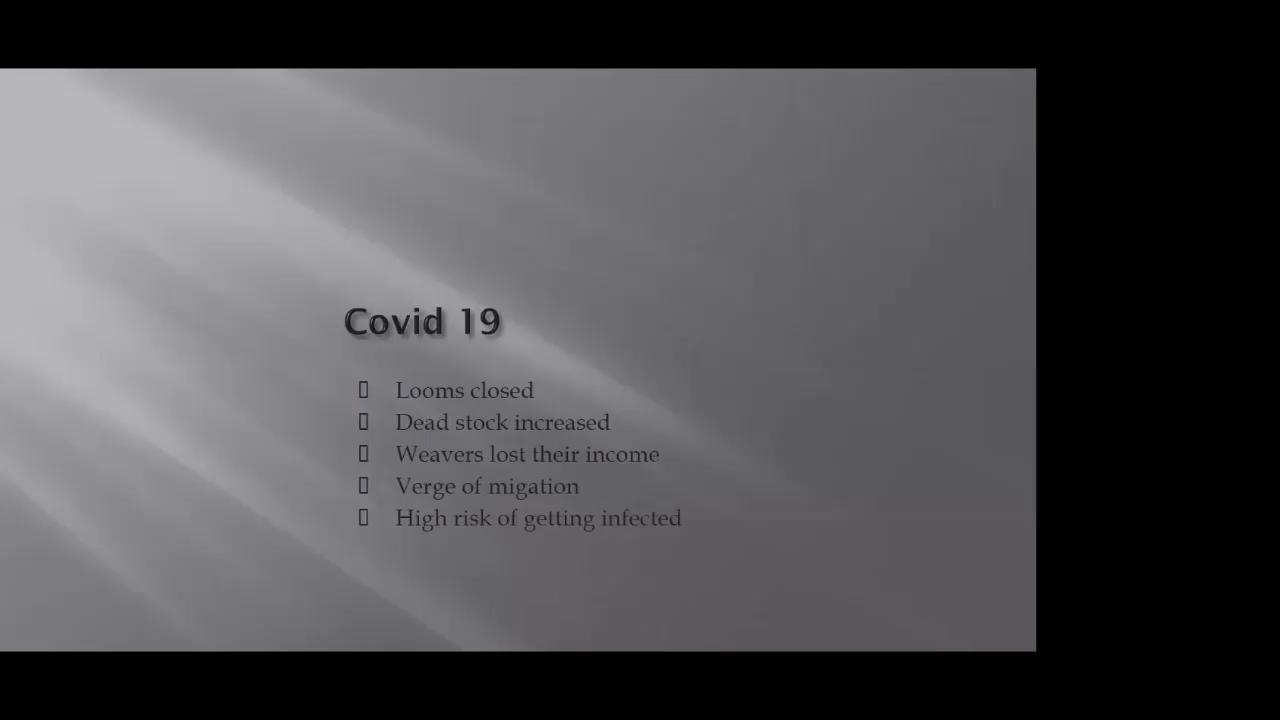 Covid 19
Looms closed
Dead stock increased
Weavers lost their income
Verge of migation
High risk of getting infected